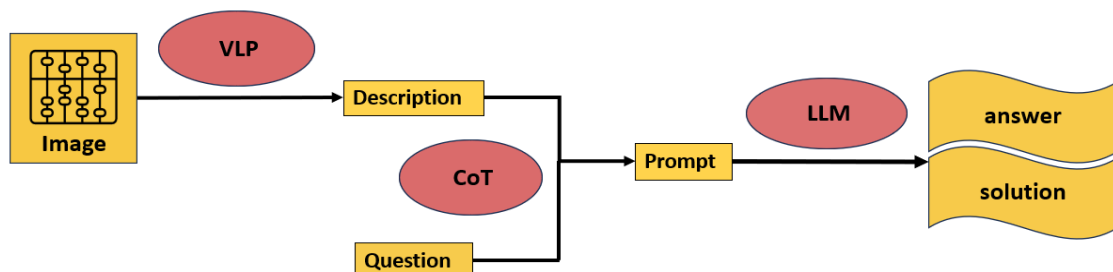 VLP
Image
Description
CoT
Question
Prompt
LLM
answer
solution